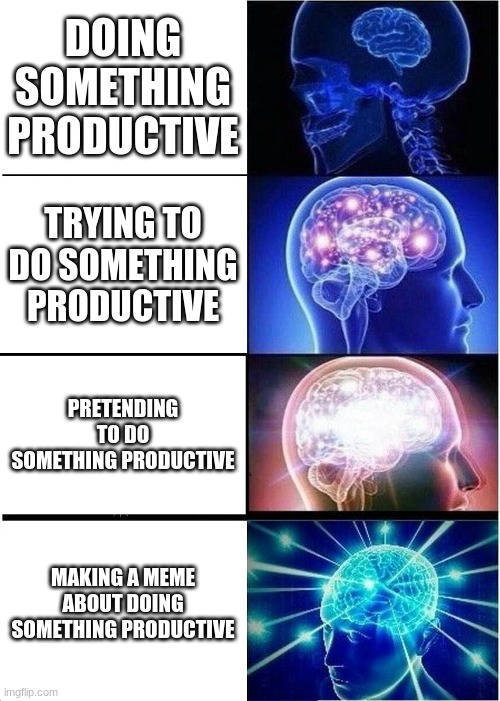 DOING
SOMETHING
PRODUCTIVE
TRYING TO
DO SOMETHING
PRODUCTIVE
PRETENDING
TO DO
SOMETHING PRODUCTIVE
MAKING A MEME
ABOUT DOING
SOMETHING PRODUCTIVE
imgflip.com